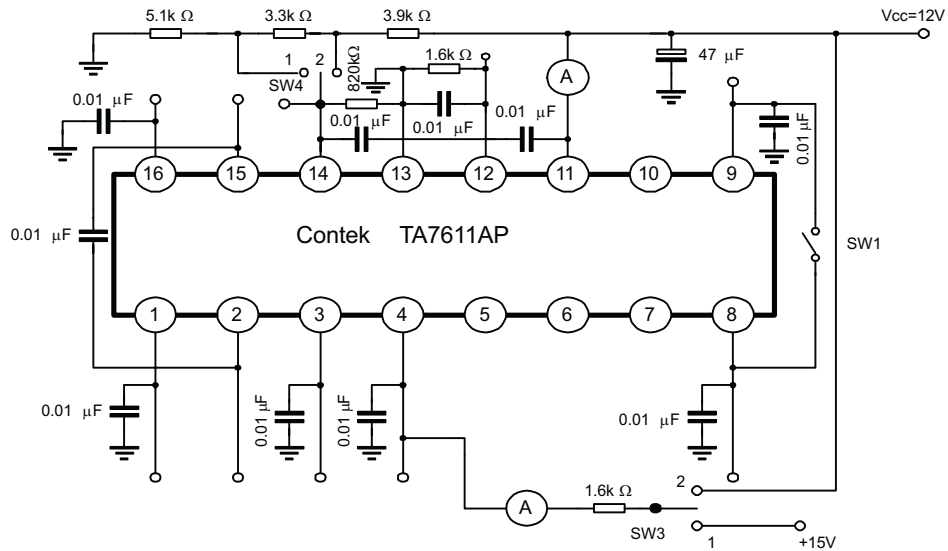 5.1k Ω
3.3k Ω
3.9k Ω
Vcc=12V
1
2
SW4
820kΩ
1.6k Ω
A
47 μF
0.01 μF
0.01 μF
0.01 μF
0.01 μF
0.01 μF
0.01 μF
16
15
14
13
12
11
10
9
0.01 μF
Contek TA7611AP
SW1
1
2
3
4
5
6
7
8
0.01 μF
0.01 μF
0.01 μF
0.01 μF
A
1.6k Ω
2
SW3
1
+15V